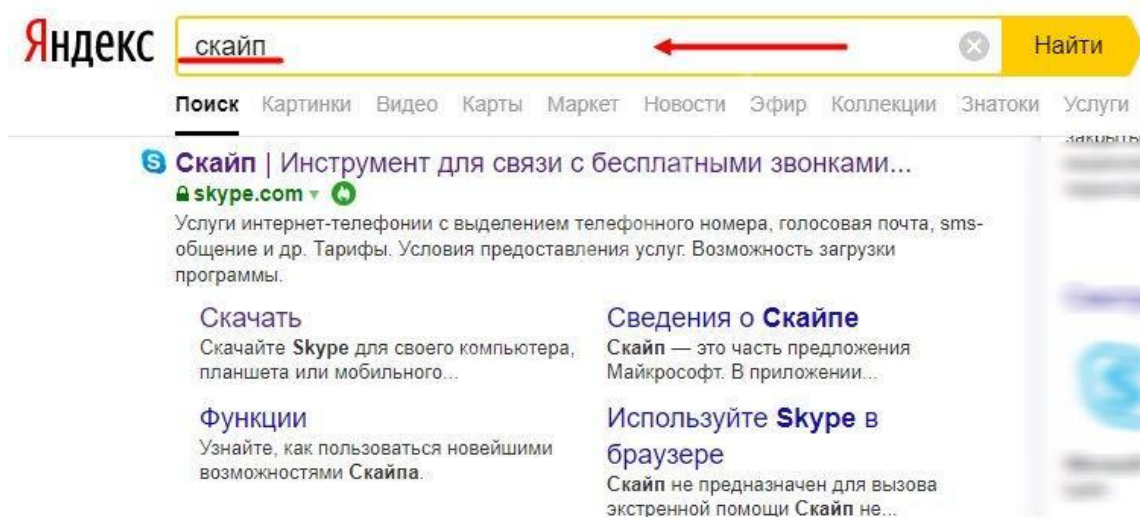 Яндекс
скайп
Найти
Поиск Картинки Видео Карты Маркет Новости Эфир Коллекции Знатоки Услуги
Скайп | Инструмент для связи с бесплатными звонками...
skype.com
Услуги интернет-телефонии с выделением телефонного номера, голосовая почта, sms-
общение и др. Тарифы. Условия предоставления услуг. Возможность загрузки
программы.
Скачать
Скачайте Skype для своего компьютера,
планшета или мобильного...
Сведения о Скайпе
Скайп — это часть предложения
Майкрософт. В приложении...
Функции
Узнайте, как пользоваться новейшими
возможностями Скайпа.
Используйте Skype в
браузере
Скайп не предназначен для вызова
экстренной помощи Скайп не...